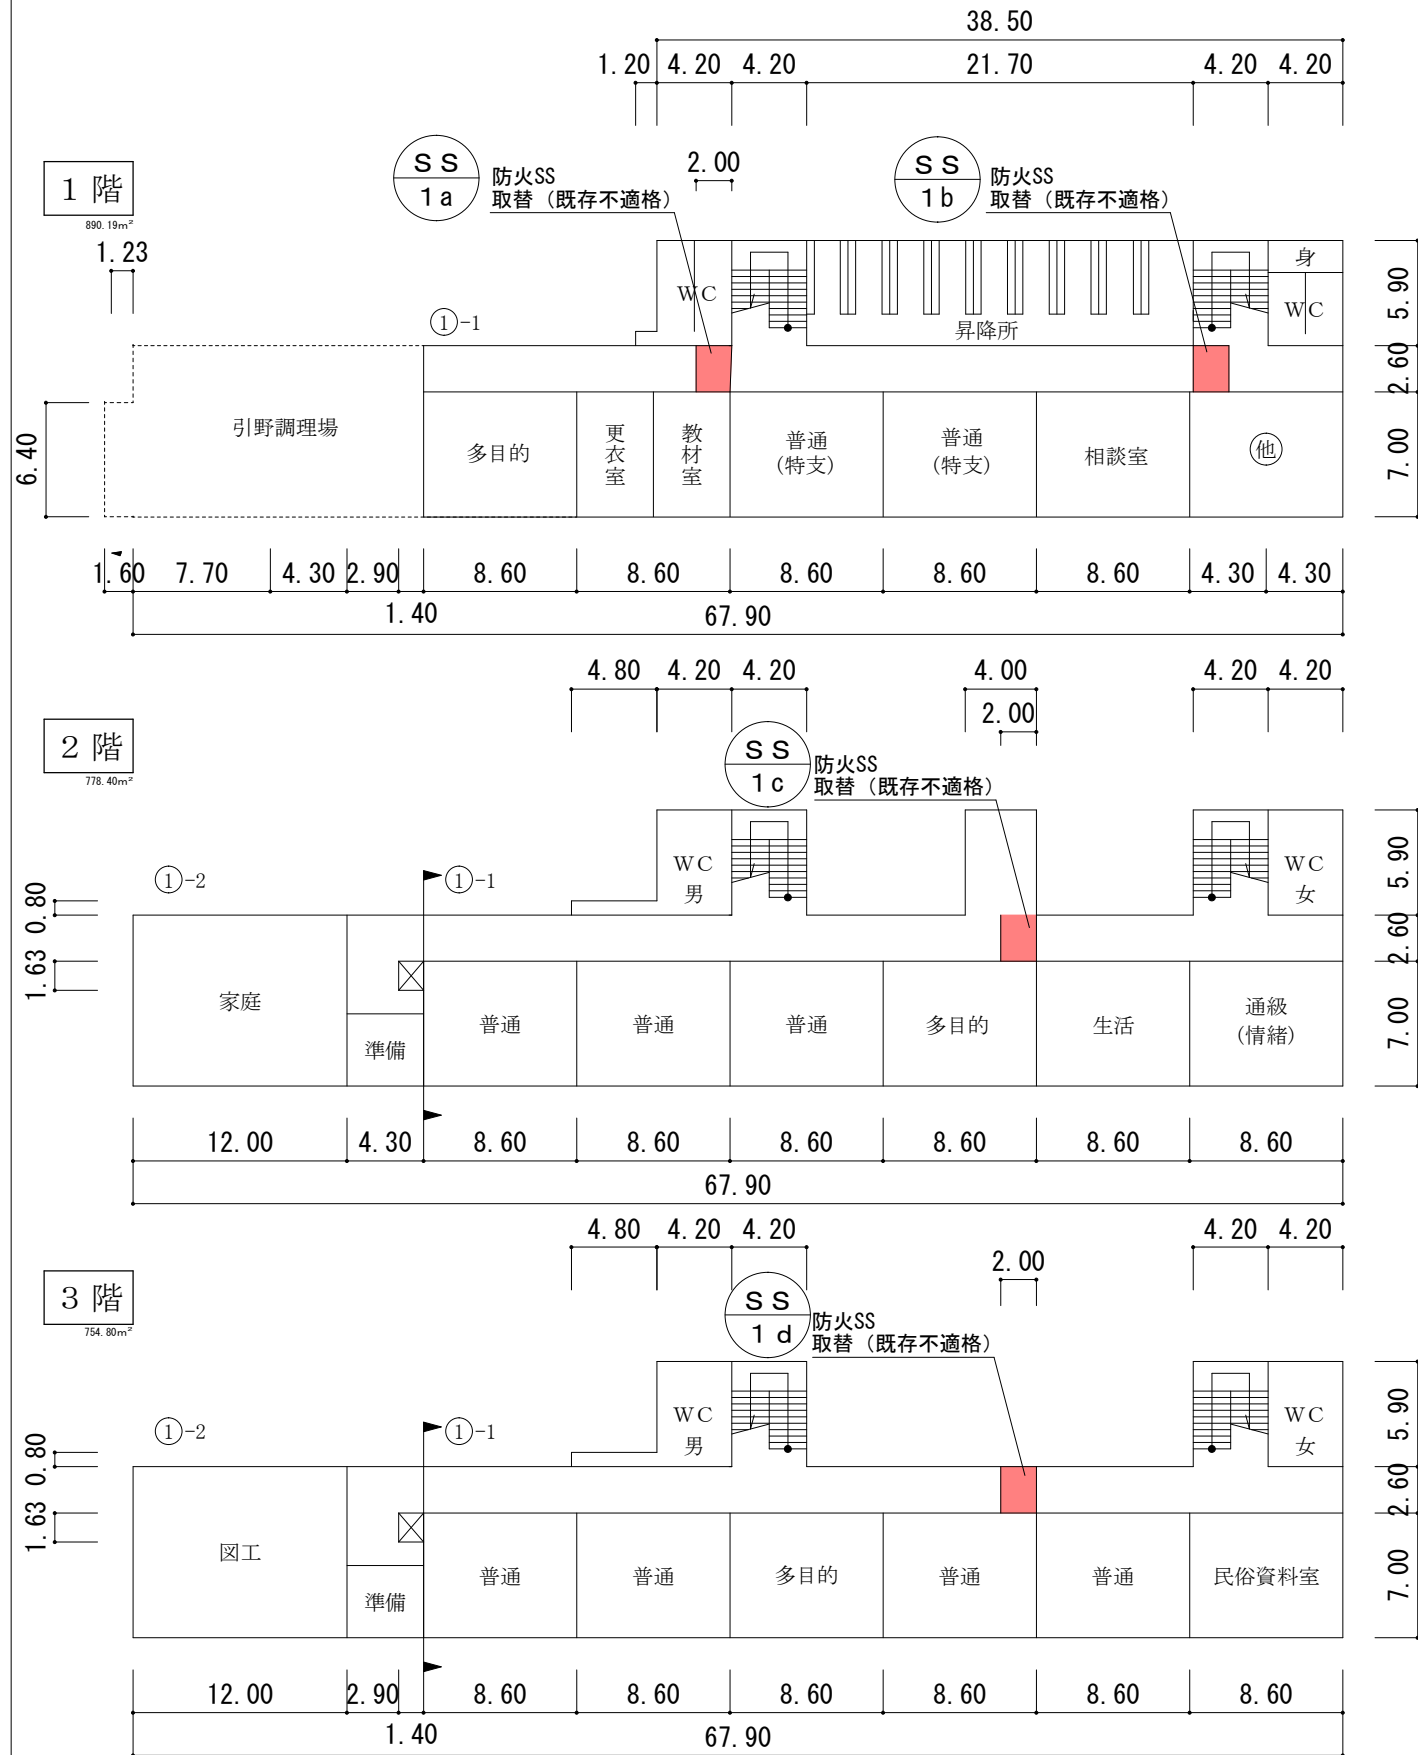 38.50
1.20 4.20 4.20 21.70 4.20 4.20
1 階
890.19m²
SS
1a
防火SS
取替（既存不適格）
2.00
SS
1b
防火SS
取替（既存不適格）
1.23
①-1
WC
昇降所
身
WC
5.90
2.60
7.00
6.40
引野調理場
多目的
更衣室
教材室
普通
(特支)
普通
(特支)
相談室
他
1.60 7.70 4.30 2.90 8.60 8.60 8.60 8.60 8.60 4.30 4.30
1.40 67.90
4.80 4.20 4.20 4.00 4.20 4.20
2.00
2 階
778.40m²
SS
1c
防火SS
取替（既存不適格）
①-2
①-1
WC
男
WC
女
5.90
2.60
7.00
0.80
1.63
家庭
準備
普通
普通
普通
多目的
生活
通級
(情緒)
12.00 4.30 8.60 8.60 8.60 8.60 8.60 8.60
67.90
4.80 4.20 4.20 4.20 4.20
2.00
3 階
754.80m²
SS
1d
防火SS
取替（既存不適格）
①-2
①-1
WC
男
WC
女
5.90
2.60
7.00
0.80
1.63
図工
準備
普通
普通
多目的
普通
普通
民俗資料室
12.00 2.90 8.60 8.60 8.60 8.60 8.60 8.60
1.40 67.90